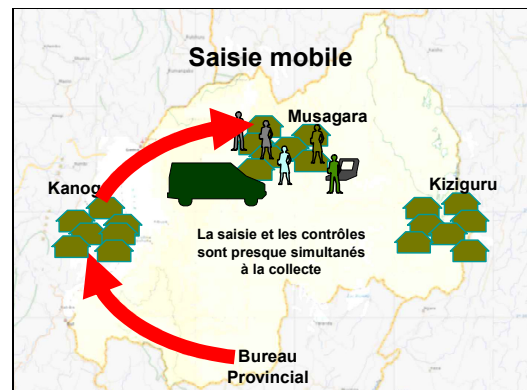 Saisie mobile
Musagara
Kanog
Kiziguru
La saisie et les contrôles
sont presque simultanés
à la collecte
Bureau
Provincial